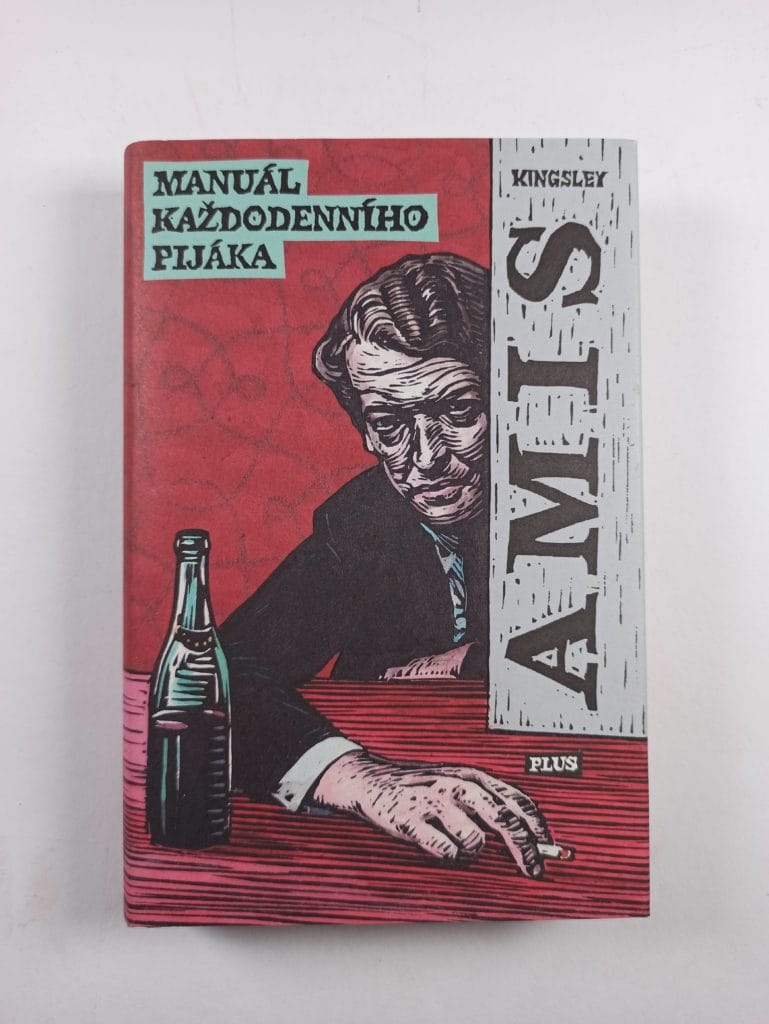 MANUÁL
KAŽDODENNÍHO
PIJÁKA
KINGSLEY
AMIS
PLUS